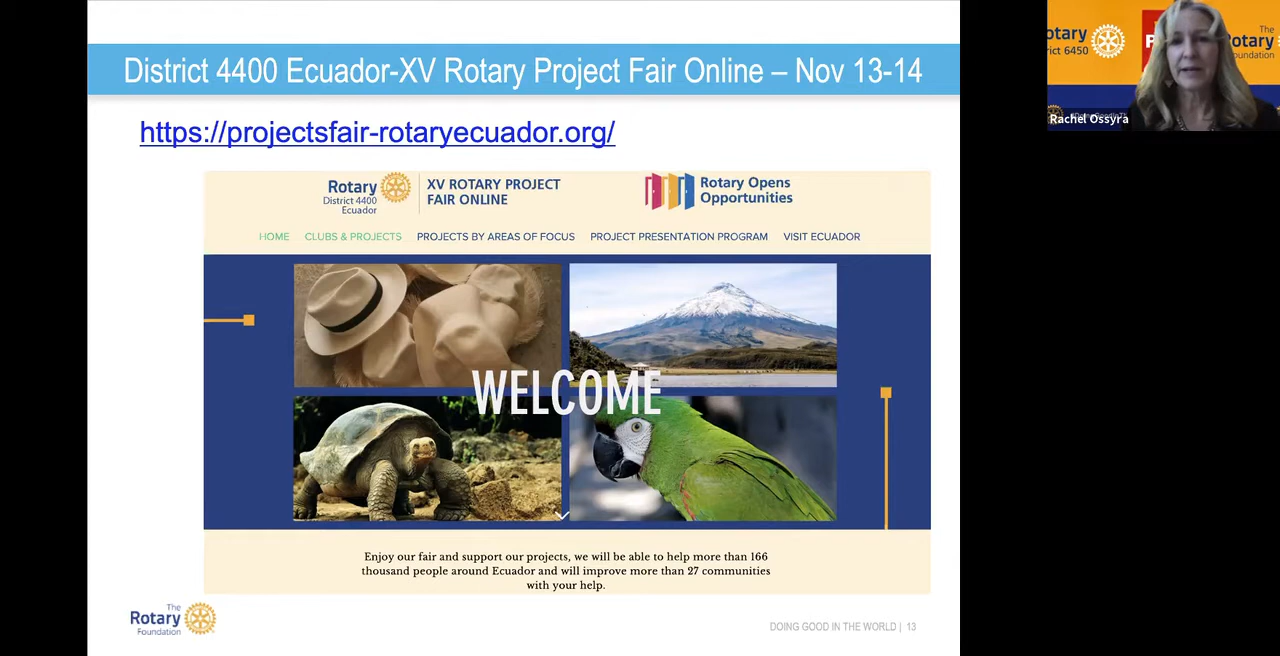 District 4400 Ecuador-XV Rotary Project Fair Online – Nov 13-14
https://projectsfair-rotaryecuador.org/
Rotary
District 4400
Ecuador
XV ROTARY PROJECT
FAIR ONLINE
Rotary Opens
Opportunities
HOME CLUBS & PROJECTS PROJECTS BY AREAS OF FOCUS PROJECT PRESENTATION PROGRAM VISIT ECUADOR
WELCOME
Enjoy our fair and support our projects, we will be able to help more than 166
thousand people around Ecuador and will improve more than 27 communities
with your help.
The
Rotary
Foundation
DOING GOOD IN THE WORLD | 13
otary
rict 6450
The
Rotary
Foundation
Rachel Ossyra